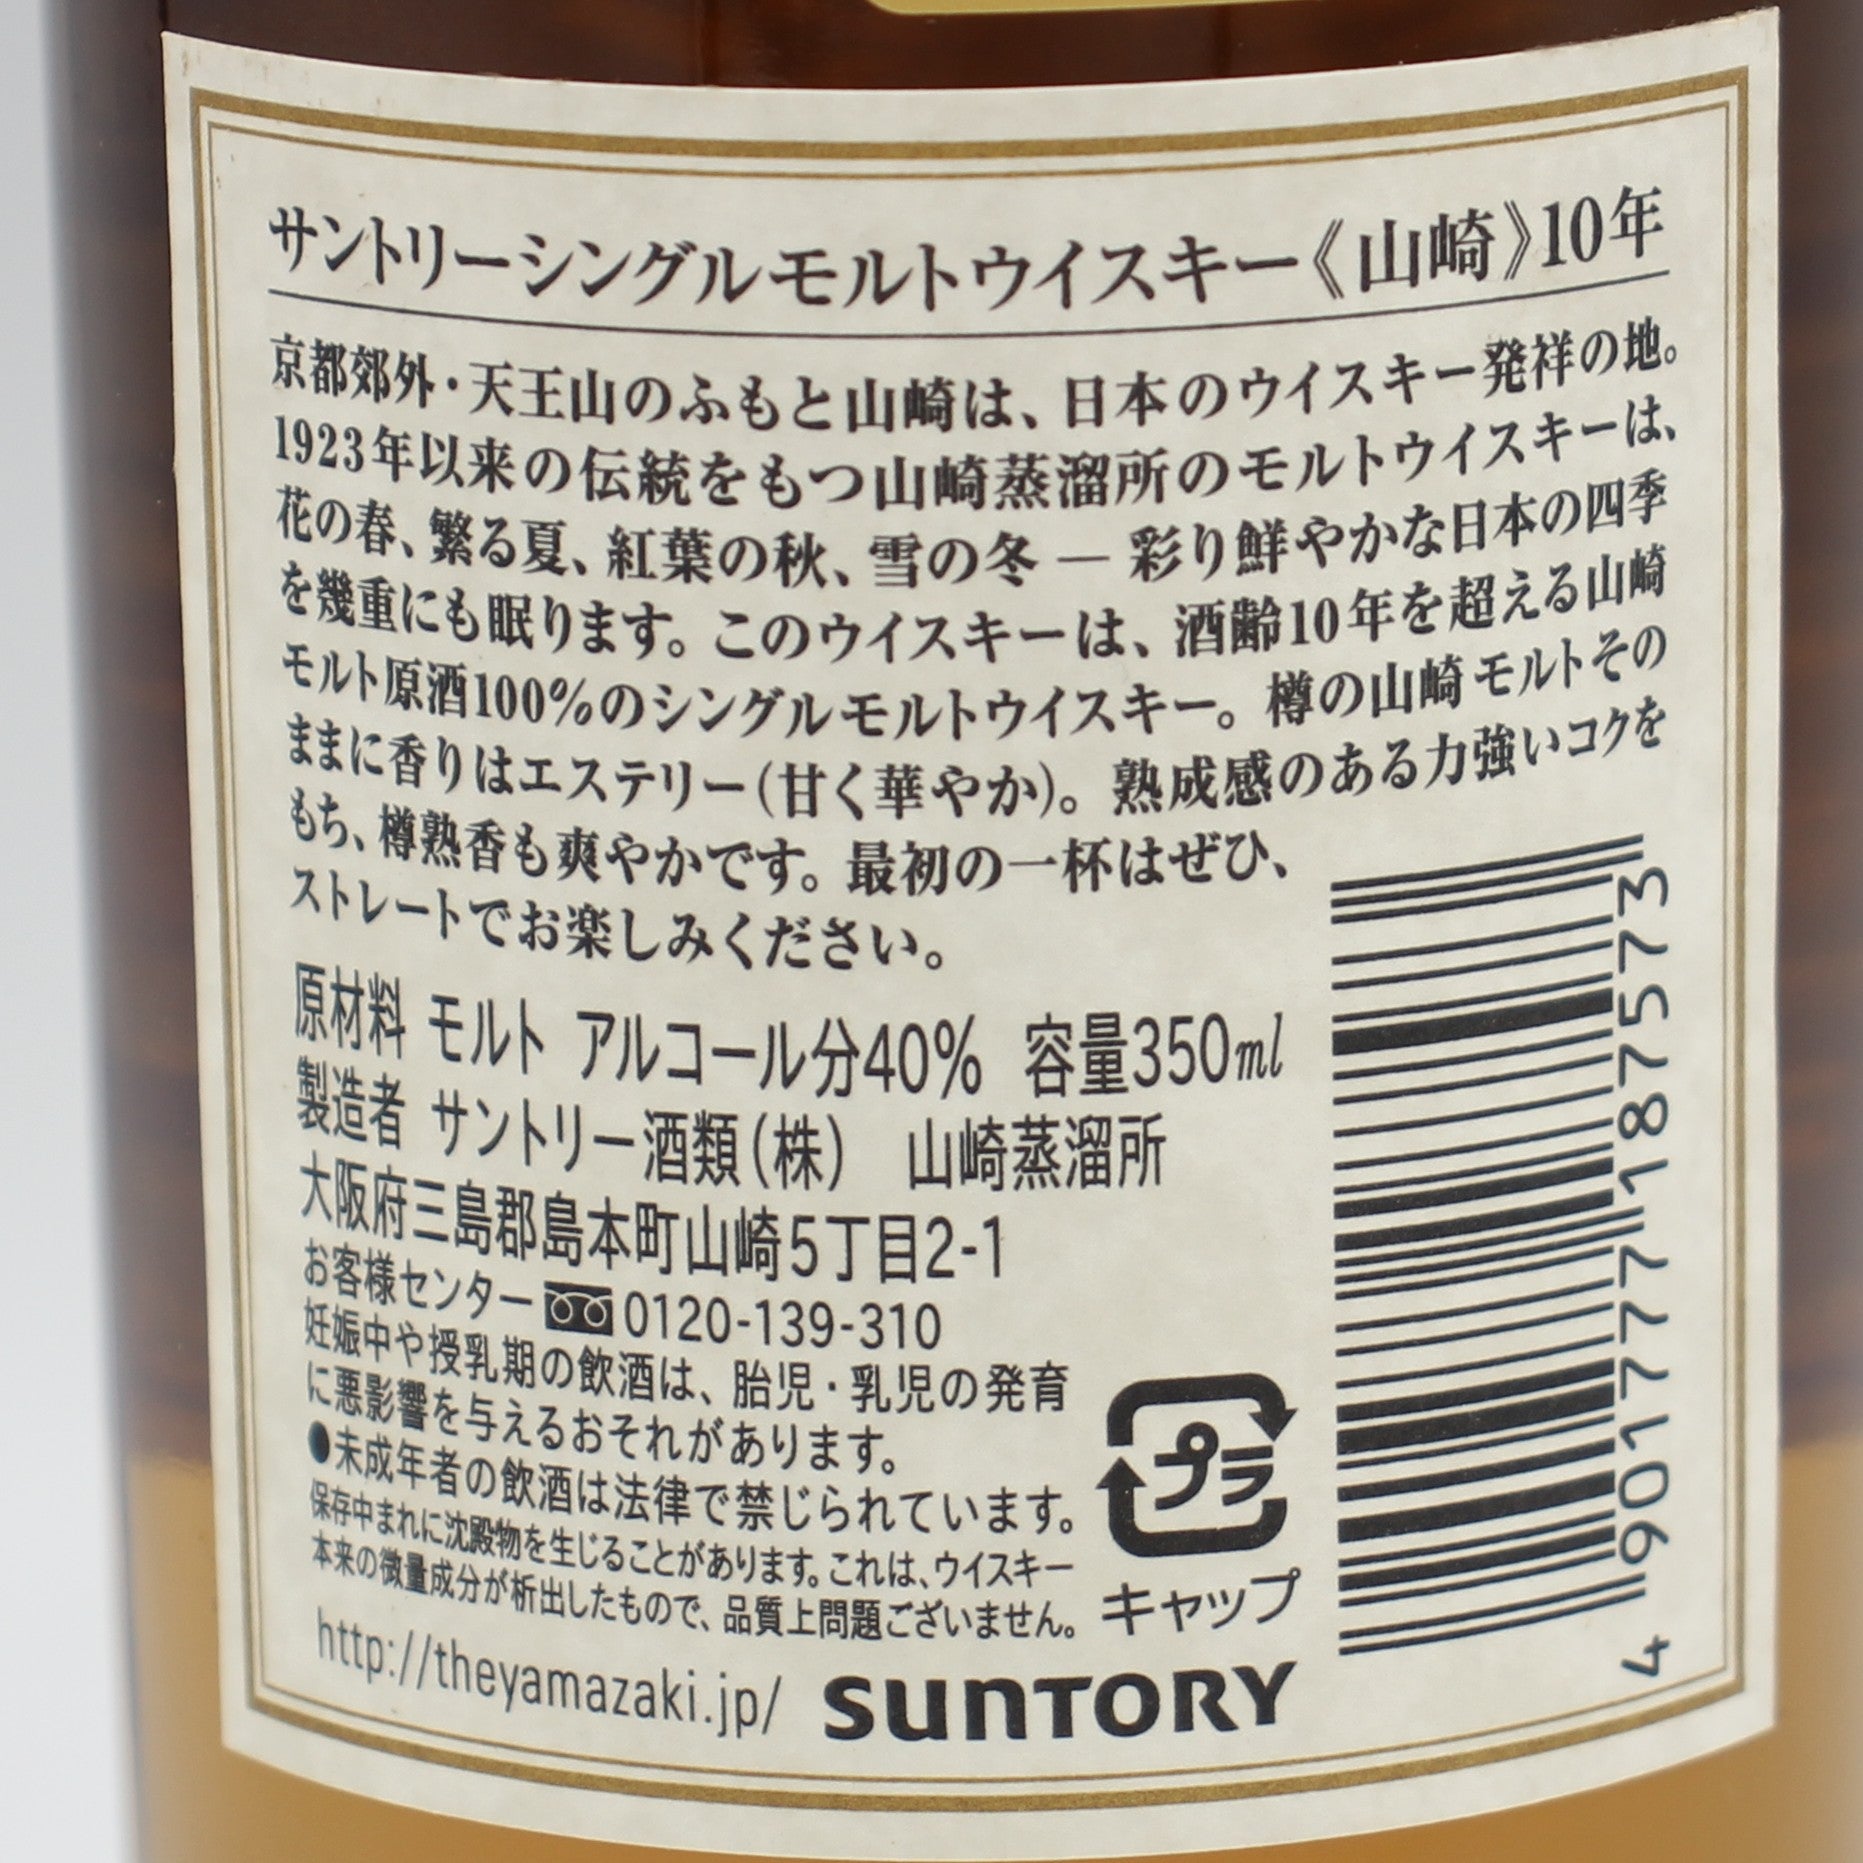 サントリーシングルモルトウイスキー《山崎》10年
京都郊外・天王山のふもと山崎は、日本のウイスキー発祥の地。
1923年以来の伝統をもつ山崎蒸溜所のモルトウイスキーは、
花の春、繁る夏、紅葉の秋、雪の冬 ― 彩り鮮やかな日本の四季
を幾重にも眠ります。このウイスキーは、酒齢10年を超える山崎
モルト原酒100%のシングルモルトウイスキー。樽の山崎モルトその
ままに香りはエステリー(甘く華やか)。熟成感のある力強いコクを
もち、樽熟香も爽やかです。最初の一杯はぜひ、
ストレートでお楽しみください。
原材料 モルト アルコール分40% 容量350ml
製造者 サントリー酒類(株) 山崎蒸溜所
大阪府三島郡島本町山崎5丁目2-1
お客様センター 0120-139-310
妊娠中や授乳期の飲酒は、胎児・乳児の発育
に悪影響を与えるおそれがあります。
●未成年者の飲酒は法律で禁じられています。
保存中まれに沈殿物を生じることがあります。これは、ウイスキー
本来の微量成分が析出したもので、品質上問題ございません。
http://theyamazaki.jp/
SUNTORY
プラ
キャップ
4 901777 187573